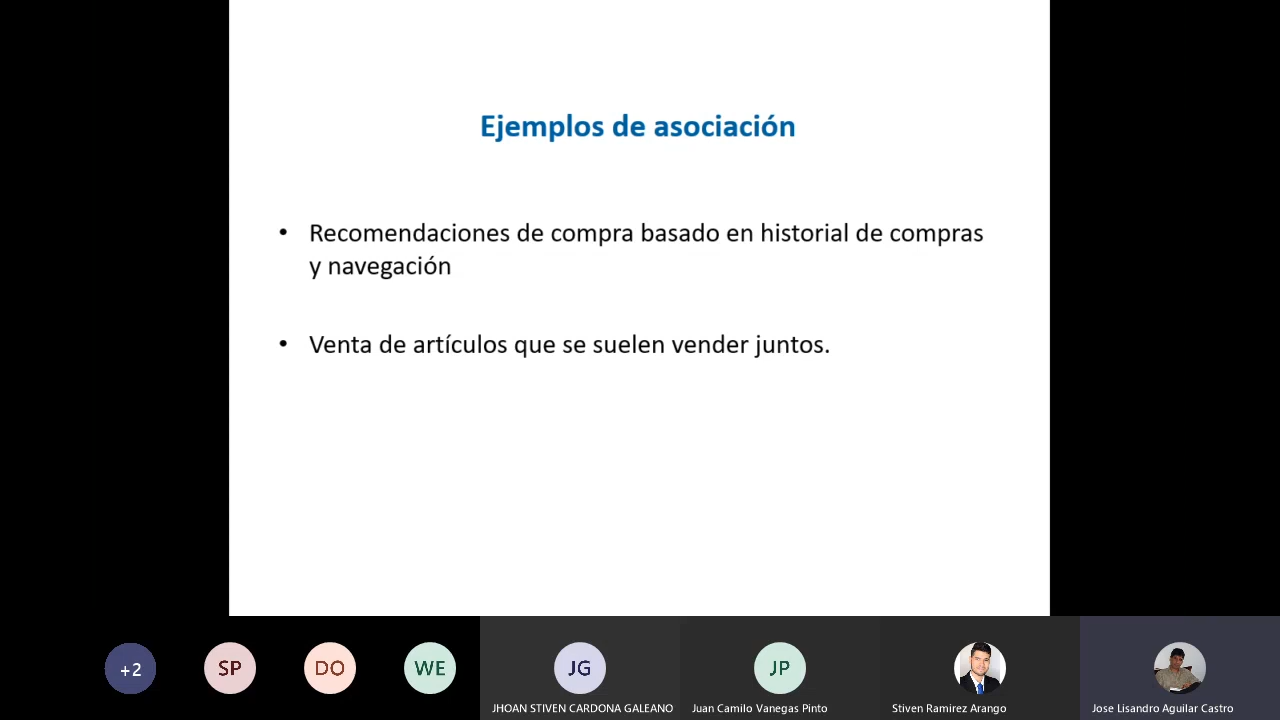 Ejemplos de asociación
• Recomendaciones de compra basado en historial de compras
y navegación
• Venta de artículos que se suelen vender juntos.
+2
SP
DO
WE
JG
JP
JHOAN STIVEN CARDONA GALEANO
Juan Camilo Vanegas Pinto
Stiven Ramirez Arango
Jose Lisandro Aguilar Castro